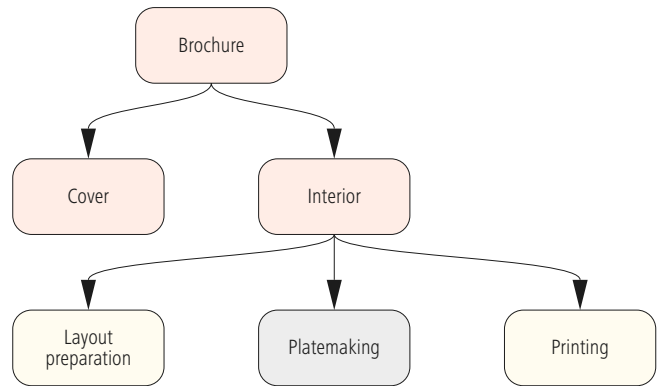 Brochure
Cover
Interior
Layout
preparation
Platemaking
Printing